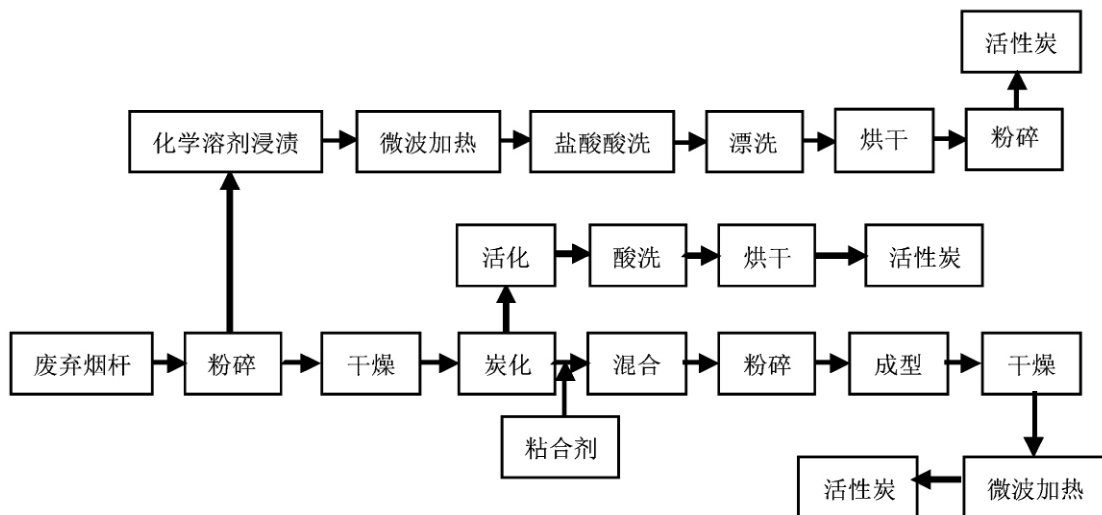 活性炭
化学溶剂浸渍
微波加热
盐酸酸洗
漂洗
烘干
粉碎
活化
酸洗
烘干
活性炭
废弃烟杆
粉碎
干燥
炭化
混合
粉碎
成型
干燥
粘合剂
活性炭
微波加热